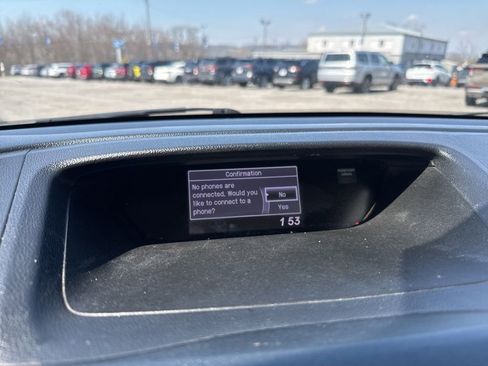 Confirmation
No phones are
connected. Would you
like to connect to a
phone?
No
Yes
1 53